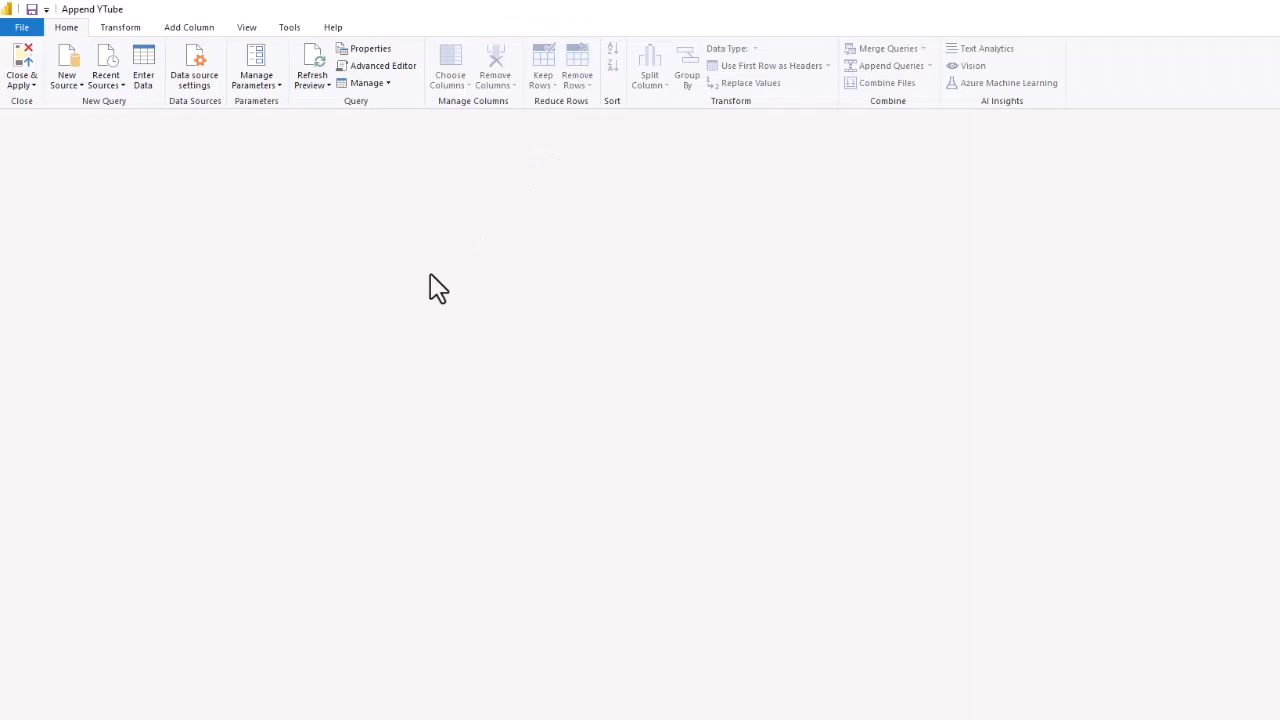 Append YTube
File Home Transform Add Column View Tools Help
Close & Apply
New Source
Recent Sources
Enter Data
Data source settings
Manage Parameters
Refresh Preview
Properties
Advanced Editor
Manage
Choose Columns
Remove Columns
Keep Rows
Remove Rows
Split Column
Group By
Data Type:
Use First Row as Headers
Replace Values
Merge Queries
Append Queries
Combine Files
Text Analytics
Vision
Azure Machine Learning
Close New Query Data Sources Parameters Query Manage Columns Reduce Rows Sort Transform Combine AI Insights